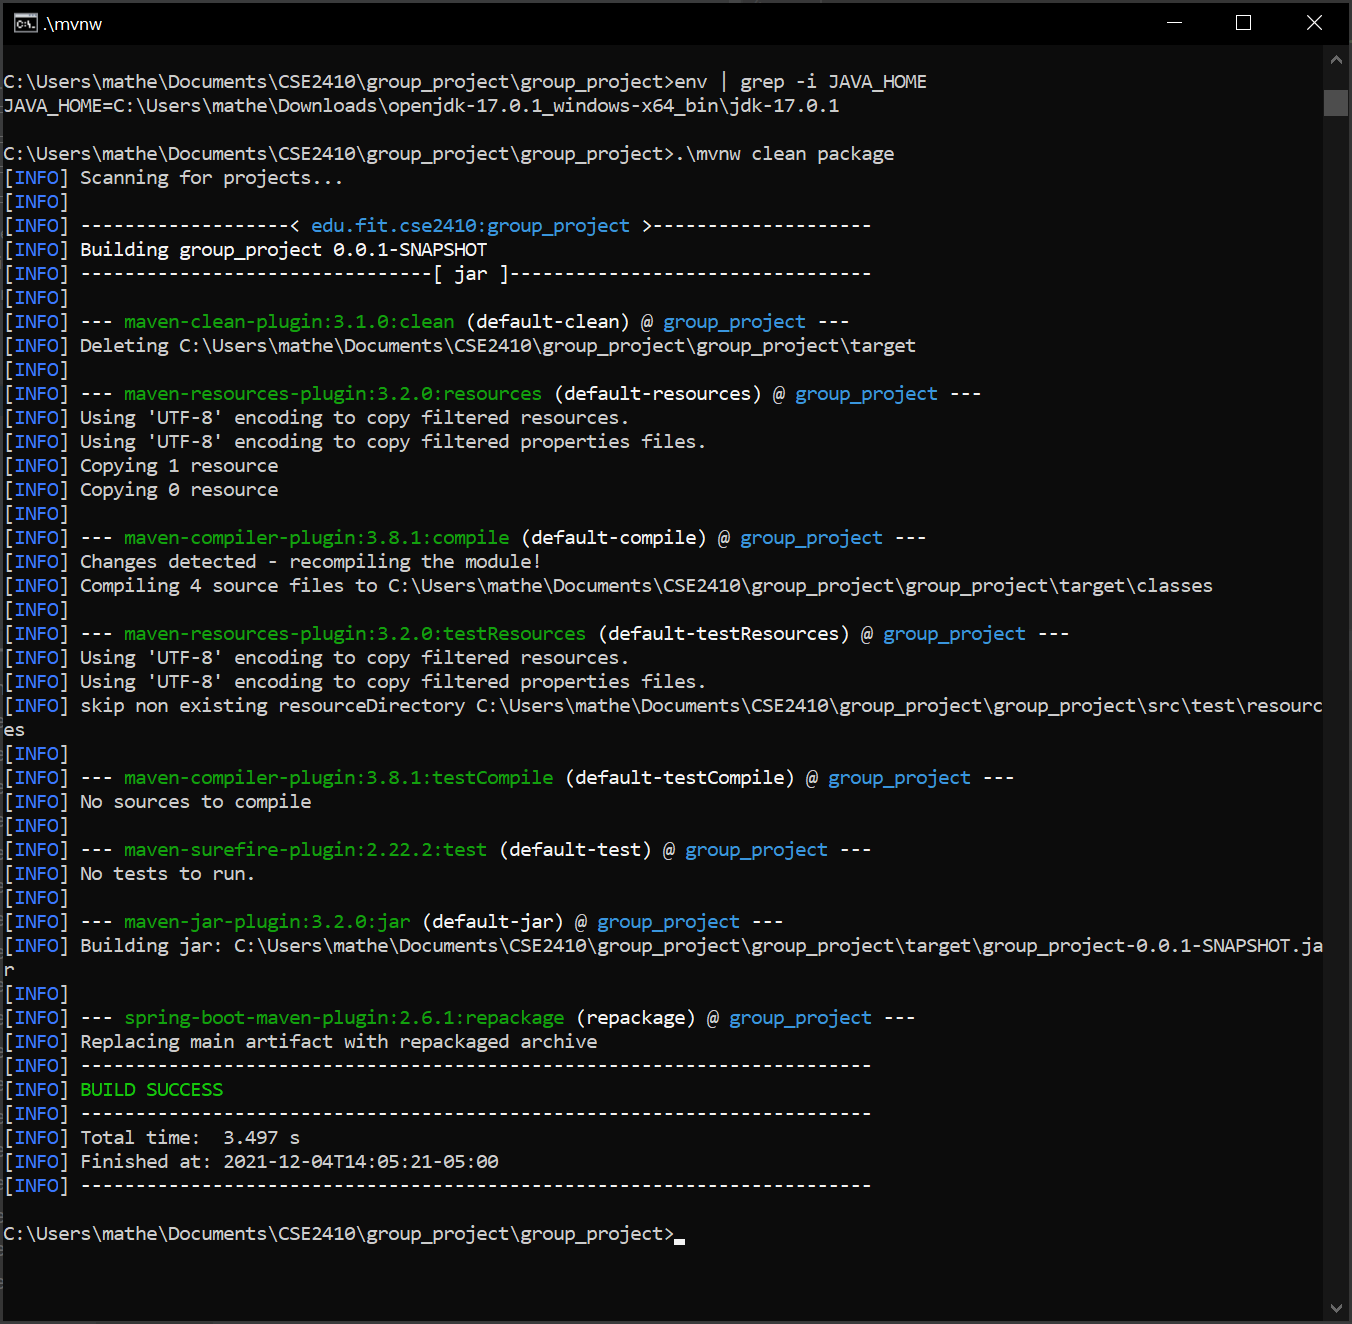 .\mvnw
C:\Users\mathe\Documents\CSE2410\group_project\group_project>env | grep -i JAVA_HOME
JAVA_HOME=C:\Users\mathe\Downloads\openjdk-17.0.1_windows-x64_bin\jdk-17.0.1
C:\Users\mathe\Documents\CSE2410\group_project\group_project>.\mvnw clean package
[INFO] Scanning for projects...
[INFO]
[INFO] -------------------< edu.fit.cse2410:group_project >--------------------
[INFO] Building group_project 0.0.1-SNAPSHOT
[INFO] --------------------------------[ jar ]---------------------------------
[INFO]
[INFO] --- maven-clean-plugin:3.1.0:clean (default-clean) @ group_project ---
[INFO] Deleting C:\Users\mathe\Documents\CSE2410\group_project\group_project\target
[INFO]
[INFO] --- maven-resources-plugin:3.2.0:resources (default-resources) @ group_project ---
[INFO] Using 'UTF-8' encoding to copy filtered resources.
[INFO] Using 'UTF-8' encoding to copy filtered properties files.
[INFO] Copying 1 resource
[INFO] Copying 0 resource
[INFO]
[INFO] --- maven-compiler-plugin:3.8.1:compile (default-compile) @ group_project ---
[INFO] Changes detected - recompiling the module!
[INFO] Compiling 4 source files to C:\Users\mathe\Documents\CSE2410\group_project\group_project\target\classes
[INFO]
[INFO] --- maven-resources-plugin:3.2.0:testResources (default-testResources) @ group_project ---
[INFO] Using 'UTF-8' encoding to copy filtered resources.
[INFO] Using 'UTF-8' encoding to copy filtered properties files.
[INFO] skip non existing resourceDirectory C:\Users\mathe\Documents\CSE2410\group_project\group_project\src\test\resourc
es
[INFO]
[INFO] --- maven-compiler-plugin:3.8.1:testCompile (default-testCompile) @ group_project ---
[INFO] No sources to compile
[INFO]
[INFO] --- maven-surefire-plugin:2.22.2:test (default-test) @ group_project ---
[INFO] No tests to run.
[INFO]
[INFO] --- maven-jar-plugin:3.2.0:jar (default-jar) @ group_project ---
[INFO] Building jar: C:\Users\mathe\Documents\CSE2410\group_project\group_project\target\group_project-0.0.1-SNAPSHOT.ja
r
[INFO]
[INFO] --- spring-boot-maven-plugin:2.6.1:repackage (repackage) @ group_project ---
[INFO] Replacing main artifact with repackaged archive
[INFO] ------------------------------------------------------------------------
[INFO] BUILD SUCCESS
[INFO] ------------------------------------------------------------------------
[INFO] Total time:  3.497 s
[INFO] Finished at: 2021-12-04T14:05:21-05:00
[INFO] ------------------------------------------------------------------------
C:\Users\mathe\Documents\CSE2410\group_project\group_project>